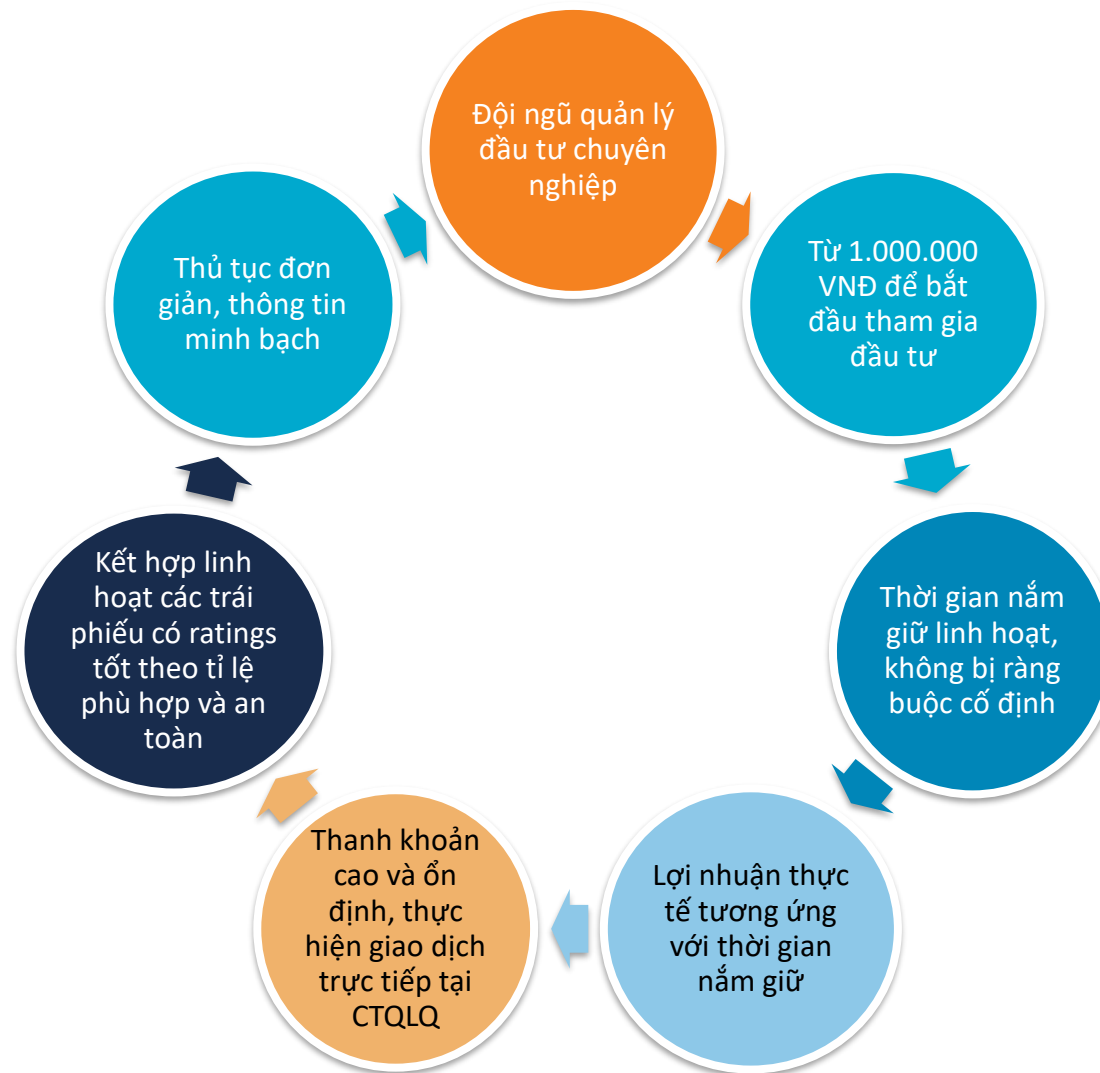 Đội ngũ quản lý
đầu tư chuyên
nghiệp
Từ 1.000.000
VNĐ để bắt
đầu tham gia
đầu tư
Thời gian nắm
giữ linh hoạt,
không bị ràng
buộc cố định
Lợi nhuận thực
tế tương ứng
với thời gian
nắm giữ
Thanh khoản
cao và ổn
định, thực
hiện giao dịch
trực tiếp tại
CTQLQ
Kết hợp linh
hoạt các trái
phiếu có ratings
tốt theo tỉ lệ
phù hợp và an
toàn
Thủ tục đơn
giản, thông tin
minh bạch